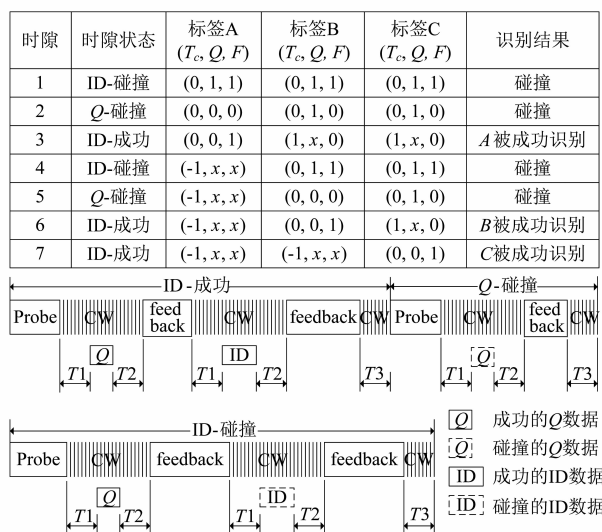 时隙 时隙状态 标签A (Tc, Q, F) 标签B (Tc, Q, F) 标签C (Tc, Q, F) 识别结果
1 ID-碰撞 (0, 1, 1) (0, 1, 1) (0, 1, 1) 碰撞
2 Q-碰撞 (0, 0, 0) (0, 1, 0) (0, 1, 0) 碰撞
3 ID-成功 (0, 0, 1) (1, x, 0) (1, x, 0) A被成功识别
4 ID-碰撞 (-1, x, x) (0, 1, 1) (0, 1, 1) 碰撞
5 Q-碰撞 (-1, x, x) (0, 0, 0) (0, 1, 0) 碰撞
6 ID-成功 (-1, x, x) (0, 0, 1) (1, x, 0) B被成功识别
7 ID-成功 (-1, x, x) (-1, x, x) (0, 0, 1) C被成功识别
ID-成功 Q-碰撞
Probe CW feed back CW feedback CW Probe CW feed back CW
Q ID Q
T1 T2 T1 T2 T3 T1 T2 T3
ID-碰撞
Probe CW feedback CW feedback CW
Q ID
T1 T2 T1 T2 T3
Q 成功的Q数据
Q 碰撞的Q数据
ID 成功的ID数据
ID 碰撞的ID数据